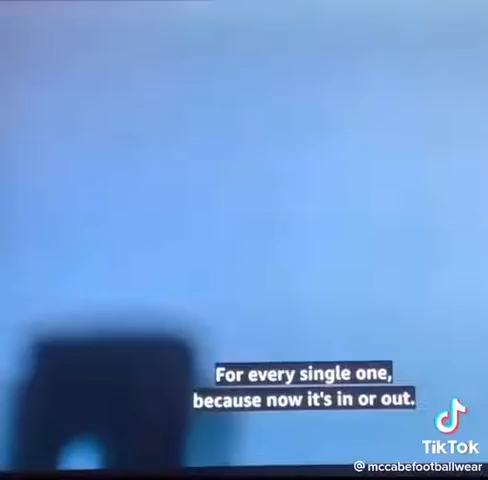 For every single one,
because now it's in or out.
TikTok
@mccabefootballwear